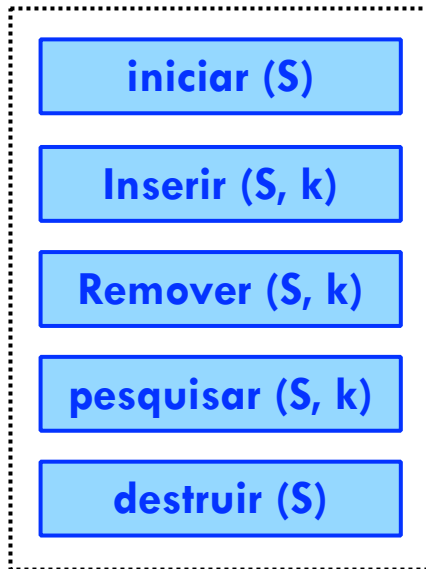 iniciar (S)
Inserir (S, k)
Remover (S, k)
pesquisar (S, k)
destruir (S)